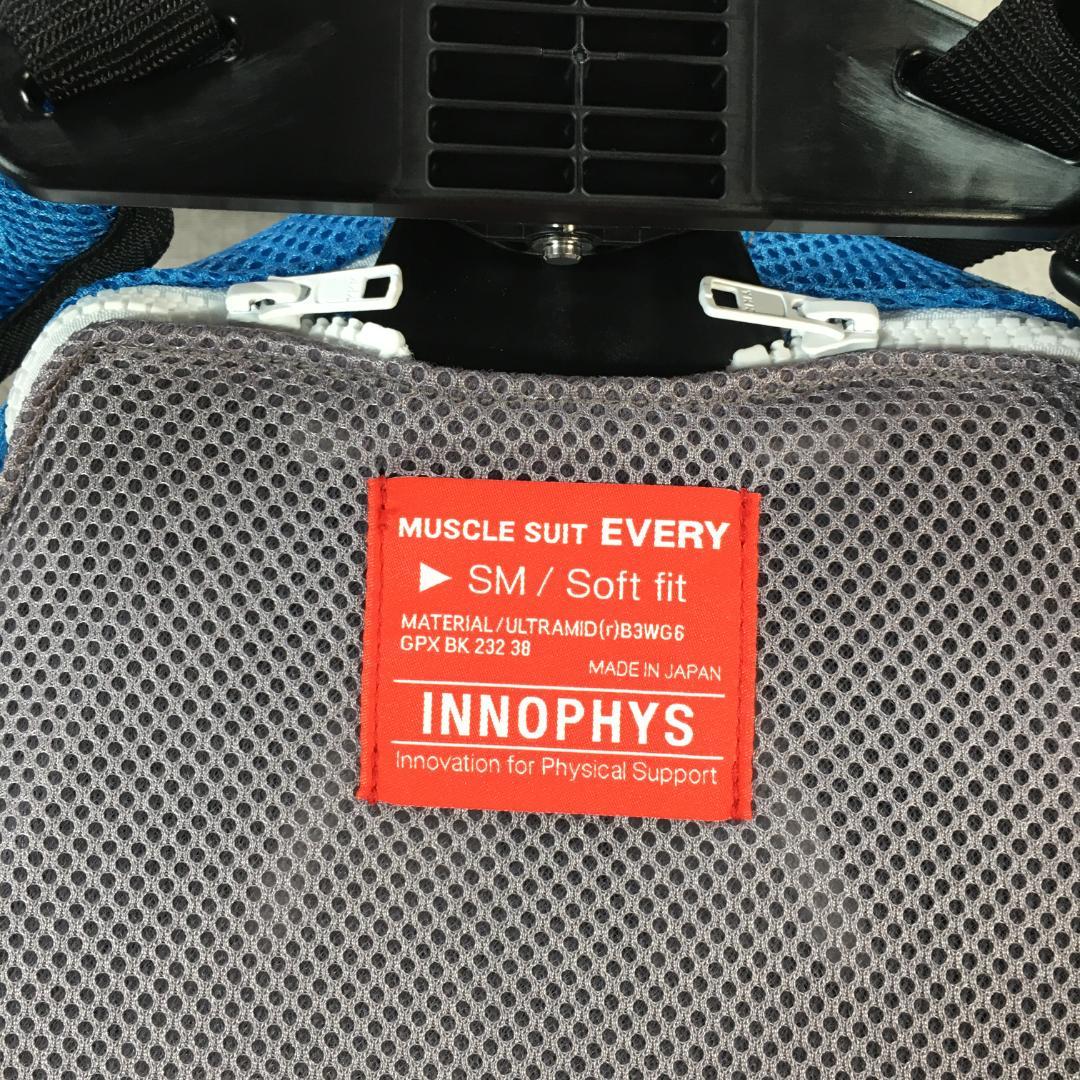 MUSCLE SUIT EVERY
▶ SM / Soft fit
MATERIAL/ULTRAMID(r)B3WG6
GPX BK 232 38
MADE IN JAPAN
INNOPHYS
Innovation for Physical Support